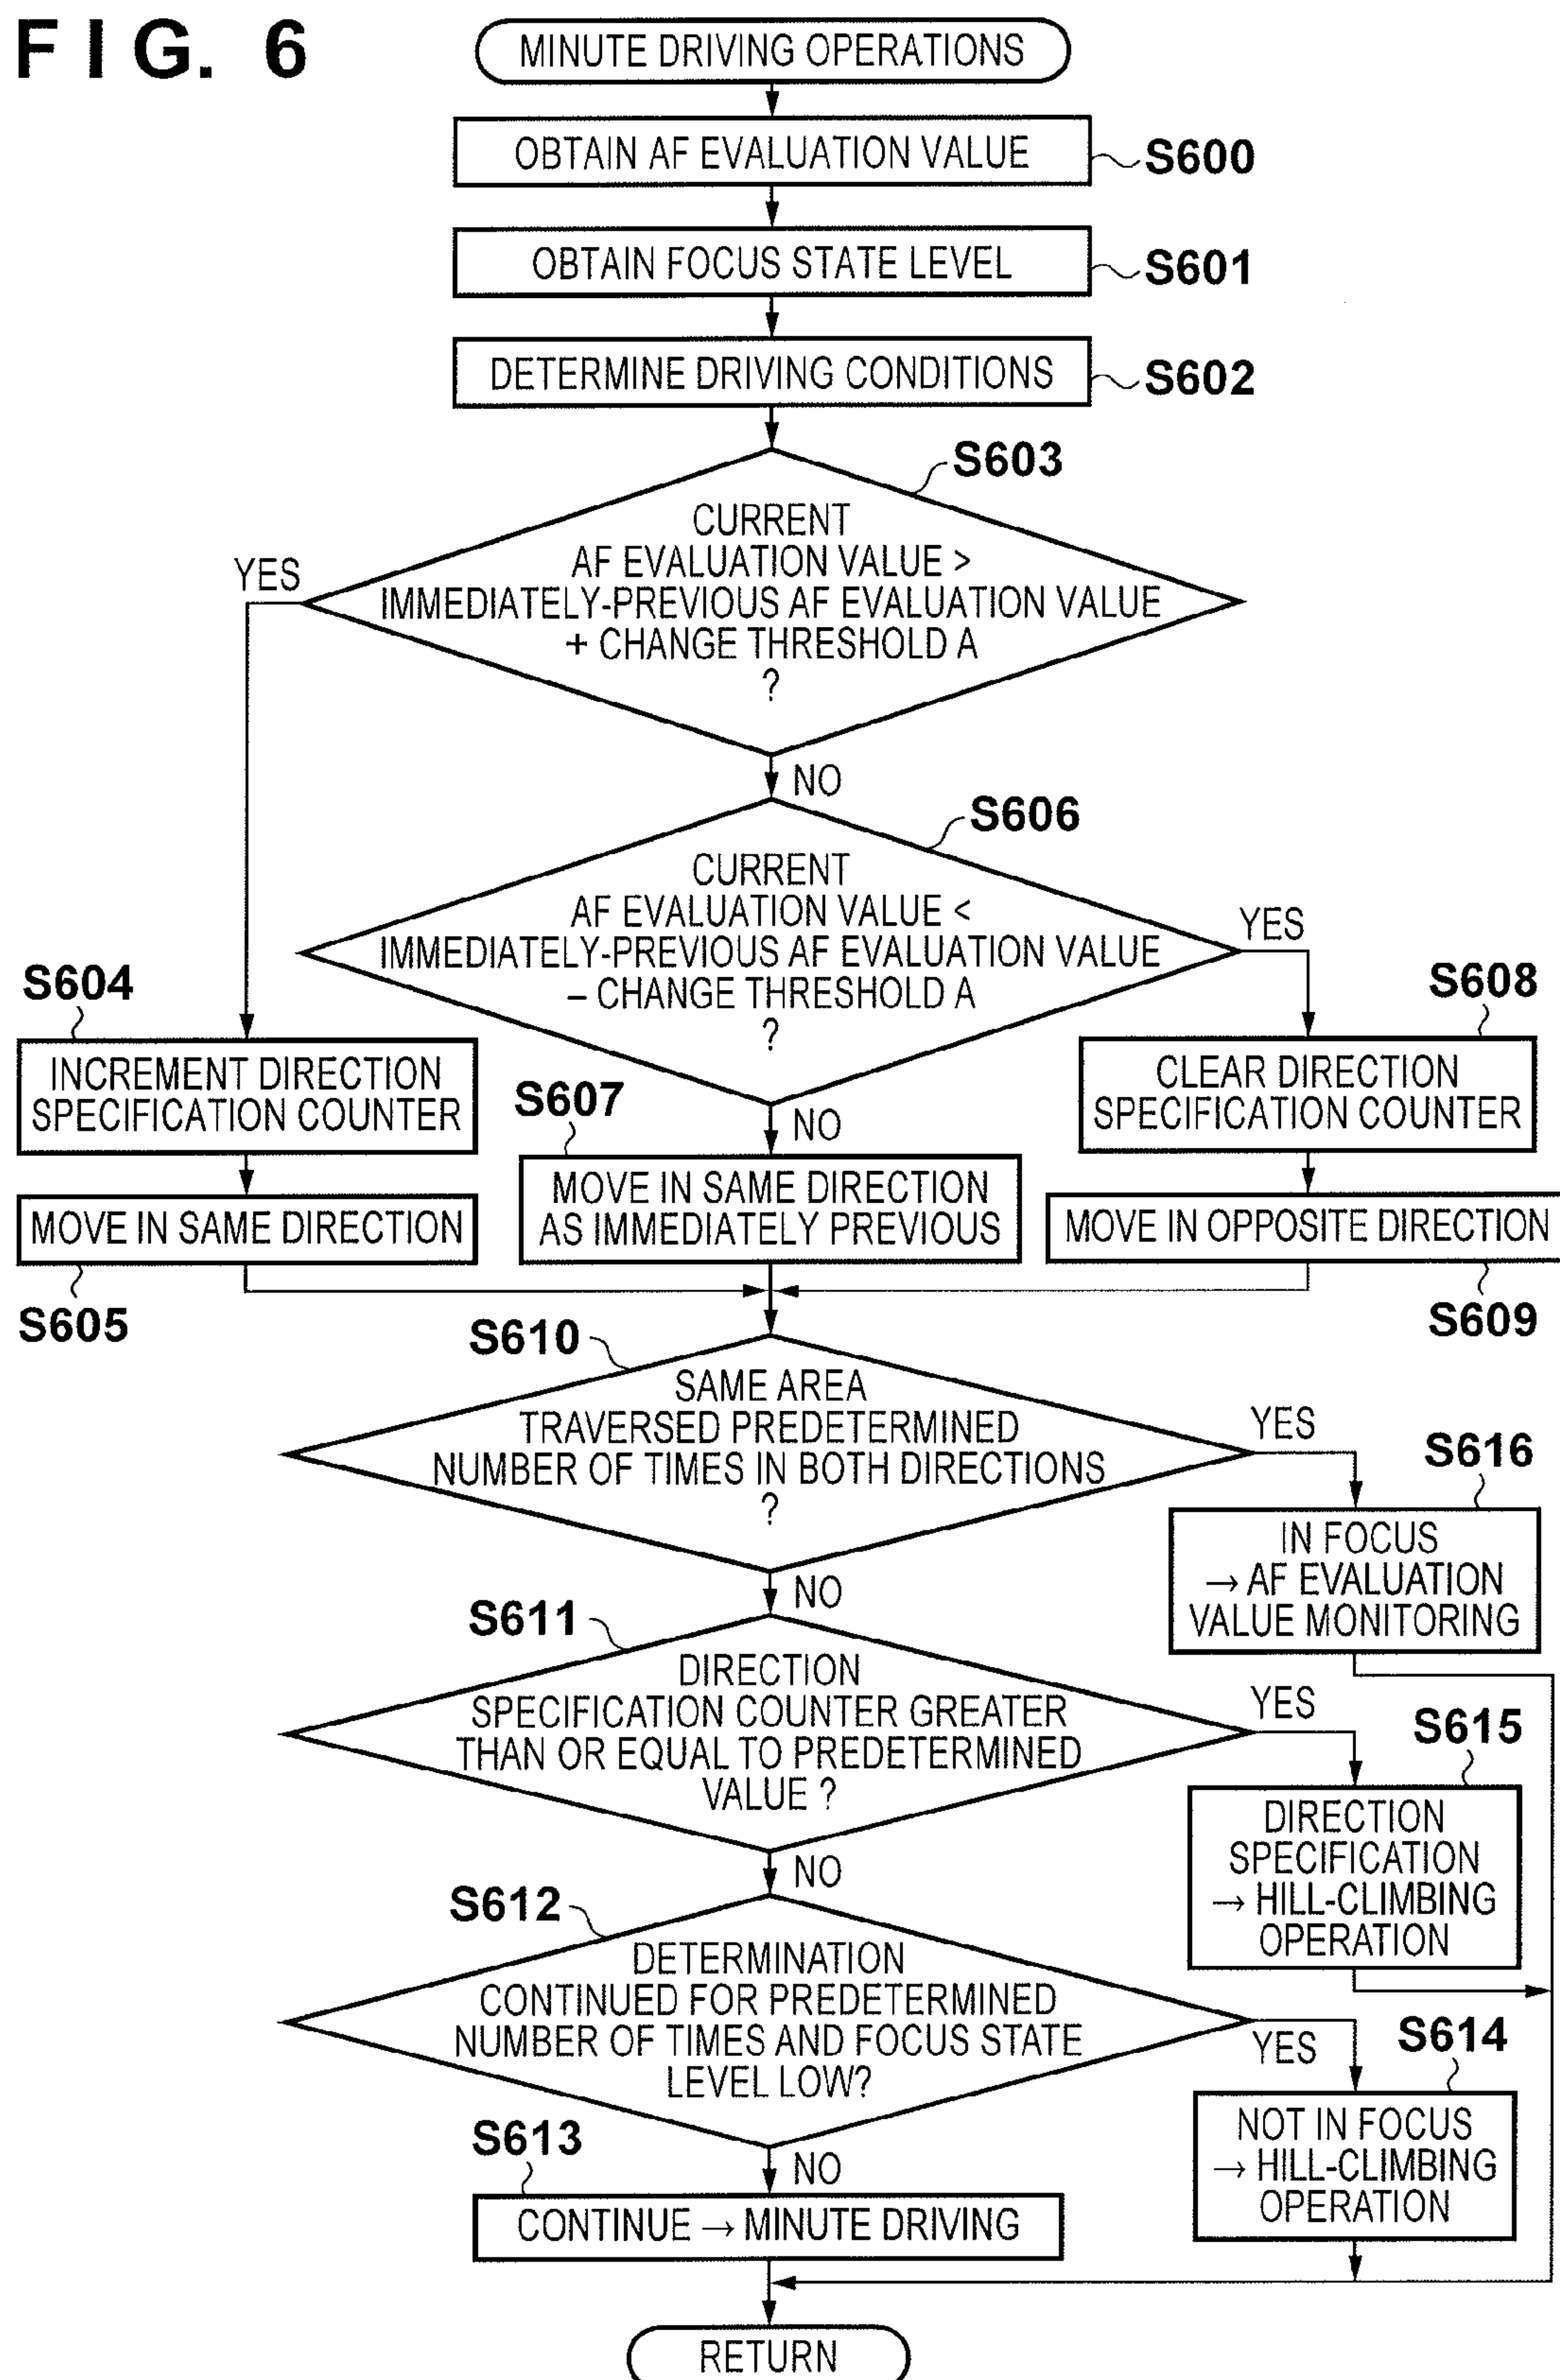 FIG. 6
MINUTE DRIVING OPERATIONS
OBTAIN AF EVALUATION VALUE
S600
OBTAIN FOCUS STATE LEVEL
S601
DETERMINE DRIVING CONDITIONS
S602
S603
CURRENT
AF EVALUATION VALUE >
IMMEDIATELY-PREVIOUS AF EVALUATION VALUE
+ CHANGE THRESHOLD A
?
YES
NO
S606
CURRENT
AF EVALUATION VALUE <
IMMEDIATELY-PREVIOUS AF EVALUATION VALUE
– CHANGE THRESHOLD A
?
YES
NO
S604
INCREMENT DIRECTION
SPECIFICATION COUNTER
MOVE IN SAME DIRECTION
S605
S607
MOVE IN SAME DIRECTION
AS IMMEDIATELY PREVIOUS
S608
CLEAR DIRECTION
SPECIFICATION COUNTER
MOVE IN OPPOSITE DIRECTION
S609
S610
SAME AREA
TRAVERSED PREDETERMINED
NUMBER OF TIMES IN BOTH DIRECTIONS
?
YES
S616
IN FOCUS
→ AF EVALUATION
VALUE MONITORING
NO
S611
DIRECTION
SPECIFICATION COUNTER GREATER
THAN OR EQUAL TO PREDETERMINED
VALUE ?
YES
S615
DIRECTION
SPECIFICATION
→ HILL-CLIMBING
OPERATION
NO
S612
DETERMINATION
CONTINUED FOR PREDETERMINED
NUMBER OF TIMES AND FOCUS STATE
LEVEL LOW?
YES
S614
NOT IN FOCUS
→ HILL-CLIMBING
OPERATION
NO
S613
CONTINUE → MINUTE DRIVING
RETURN